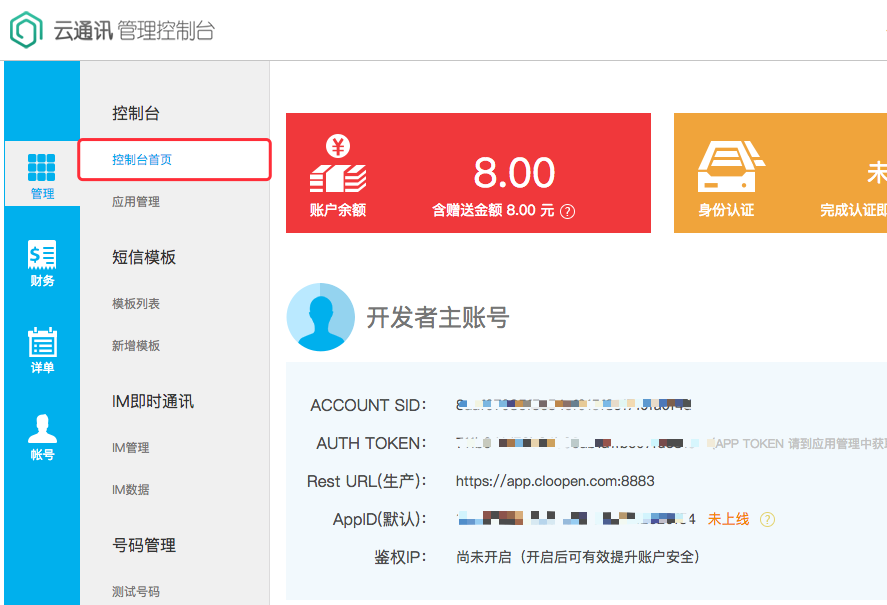 云通讯 管理控制台
控制台
控制台首页
应用管理
短信模板
模板列表
新增模板
IM即时通讯
IM管理
IM数据
号码管理
测试号码
管理
财务
详单
帐号
¥
8.00
账户余额
含赠送金额 8.00 元 ?
身份认证
完成认证即
开发者主账号
ACCOUNT SID：
AUTH TOKEN：
APP TOKEN 请到应用管理中获
Rest URL(生产)： https://app.cloopen.com:8883
AppID(默认)： 未上线 ?
鉴权IP： 尚未开启（开启后可有效提升账户安全）